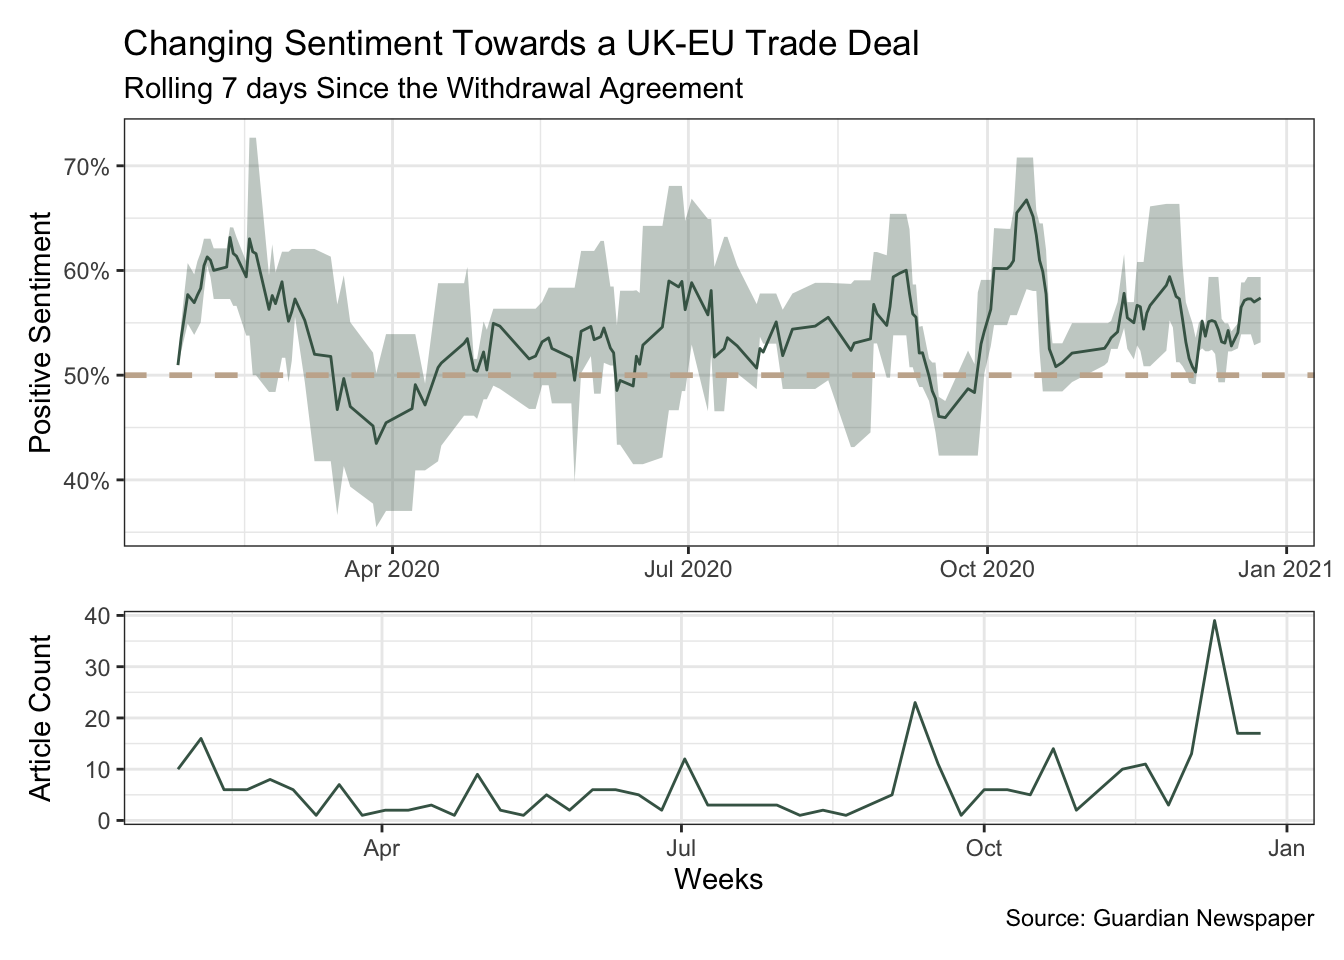 Changing Sentiment Towards a UK-EU Trade Deal
Rolling 7 days Since the Withdrawal Agreement
Positive Sentiment
70%
60%
50%
40%
Apr 2020
Jul 2020
Oct 2020
Jan 2021
Article Count
40
30
20
10
0
Apr
Jul
Oct
Jan
Weeks
Source: Guardian Newspaper